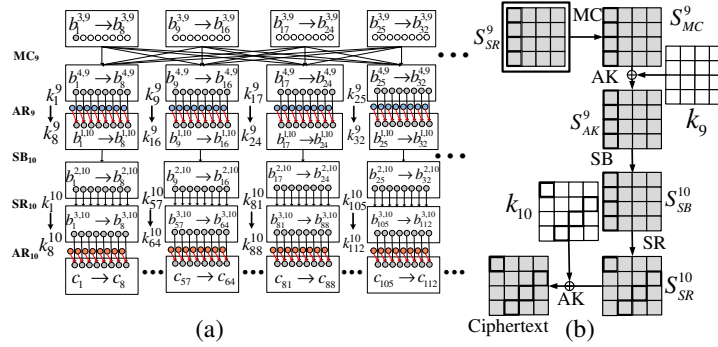 b_1^{3,9} → b_8^{3,9} b_9^{3,9} → b_16^{3,9} b_17^{3,9} → b_24^{3,9} b_25^{3,9} → b_32^{3,9}
MC_9
b_1^{4,9} → b_8^{4,9} b_9^{4,9} → b_16^{4,9} b_17^{4,9} → b_24^{4,9} b_25^{4,9} → b_32^{4,9}
k_1^9 k_9^9 k_17^9 k_25^9
AR_9
k_8^9 k_16^9 k_24^9 k_32^9
b_1^{1,10} → b_8^{1,10} b_9^{1,10} → b_16^{1,10} b_17^{1,10} → b_24^{1,10} b_25^{1,10} → b_32^{1,10}
SB_10
b_1^{2,10} → b_8^{2,10} b_9^{2,10} → b_16^{2,10} b_17^{2,10} → b_24^{2,10} b_25^{2,10} → b_32^{2,10}
SR_10
k_1^10 k_57^10 k_81^10 k_105^10
b_1^{3,10} → b_8^{3,10} b_57^{3,10} → b_64^{3,10} b_81^{3,10} → b_88^{3,10} b_105^{3,10} → b_112^{3,10}
k_8^10 k_64^10 k_88^10 k_112^10
AR_10
c_1 → c_8 c_57 → c_64 c_81 → c_88 c_105 → c_112
(a)
S_SR^9 MC S_MC^9
AK
k_9
S_AK^9
SB
k_10
S_SB^10
SR
S_SR^10
AK
Ciphertext
(b)